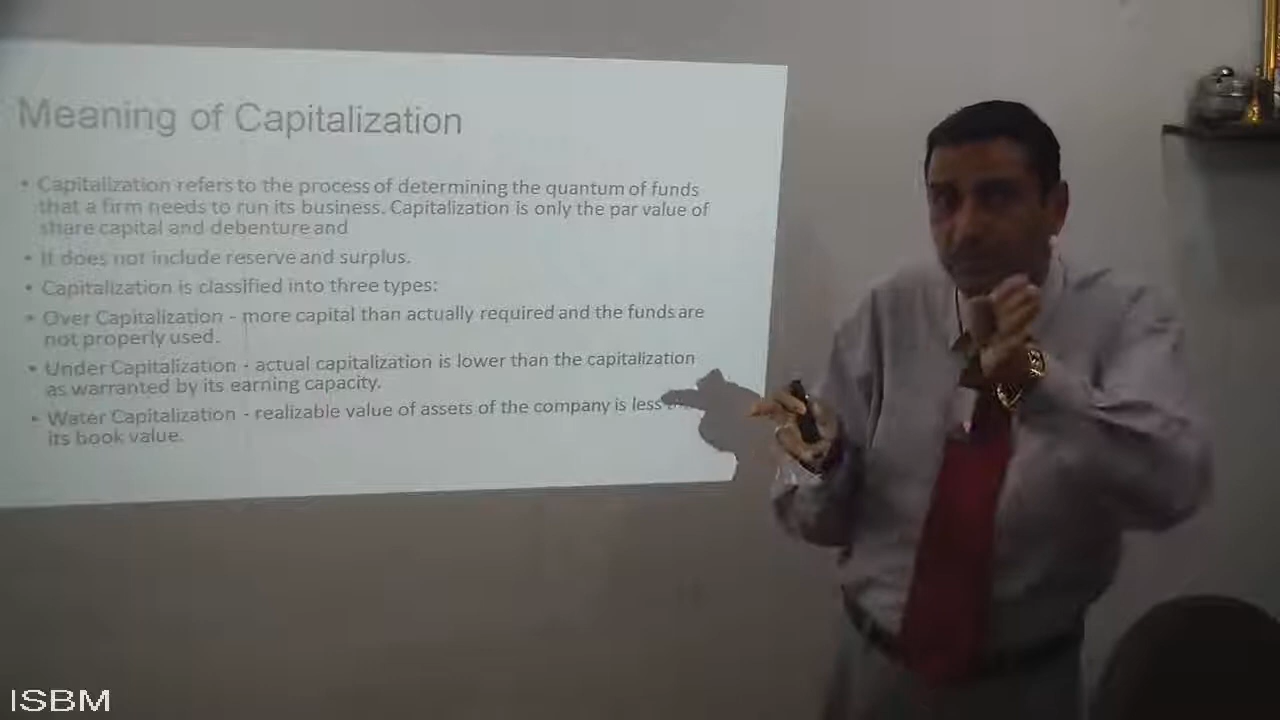 Meaning of Capitalization
• Capitalization refers to the process of determining the quantum of funds
that a firm needs to run its business. Capitalization is only the par value of
share capital and debenture and
• It does not include reserve and surplus.
• Capitalization is classified into three types:
• Over Capitalization - more capital than actually required and the funds are
not properly used.
• Under Capitalization - actual capitalization is lower than the capitalization
as warranted by its earning capacity.
• Water Capitalization - realizable value of assets of the company is less
its book value.
ISBM